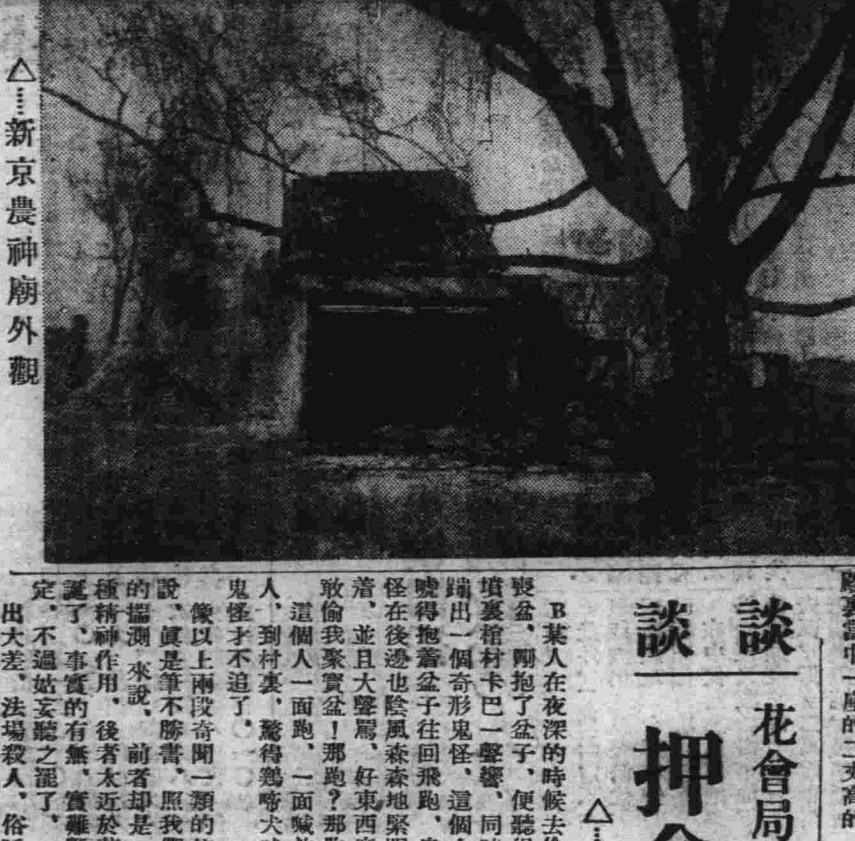 △……新京農神廟外觀
談談
花會局
押
△…
B某人在夜深的時候去
喪盆、剛抱了盆子、便聽
墳裏棺材卡巴一聲響、同
踹出一個奇形鬼怪、這個
唬得抱著盆子往回飛跑、
怪在後邊也陰風森森地緊
着、並且大聲駡、好東西
敢偷我聚寶盆！那跑？那
這個人一面跑、一面喊
人、到村裏、驚得鷄啼犬
鬼怪才不追了、
像以上兩段奇聞一類的
說、眞是筆不勝書、照我
的揣測來說、前者却是
種精神作用、後者太近於
誕了、事實的有無、實難
定、不過姑妄聽之罷了、
出大差、法場殺人、俗